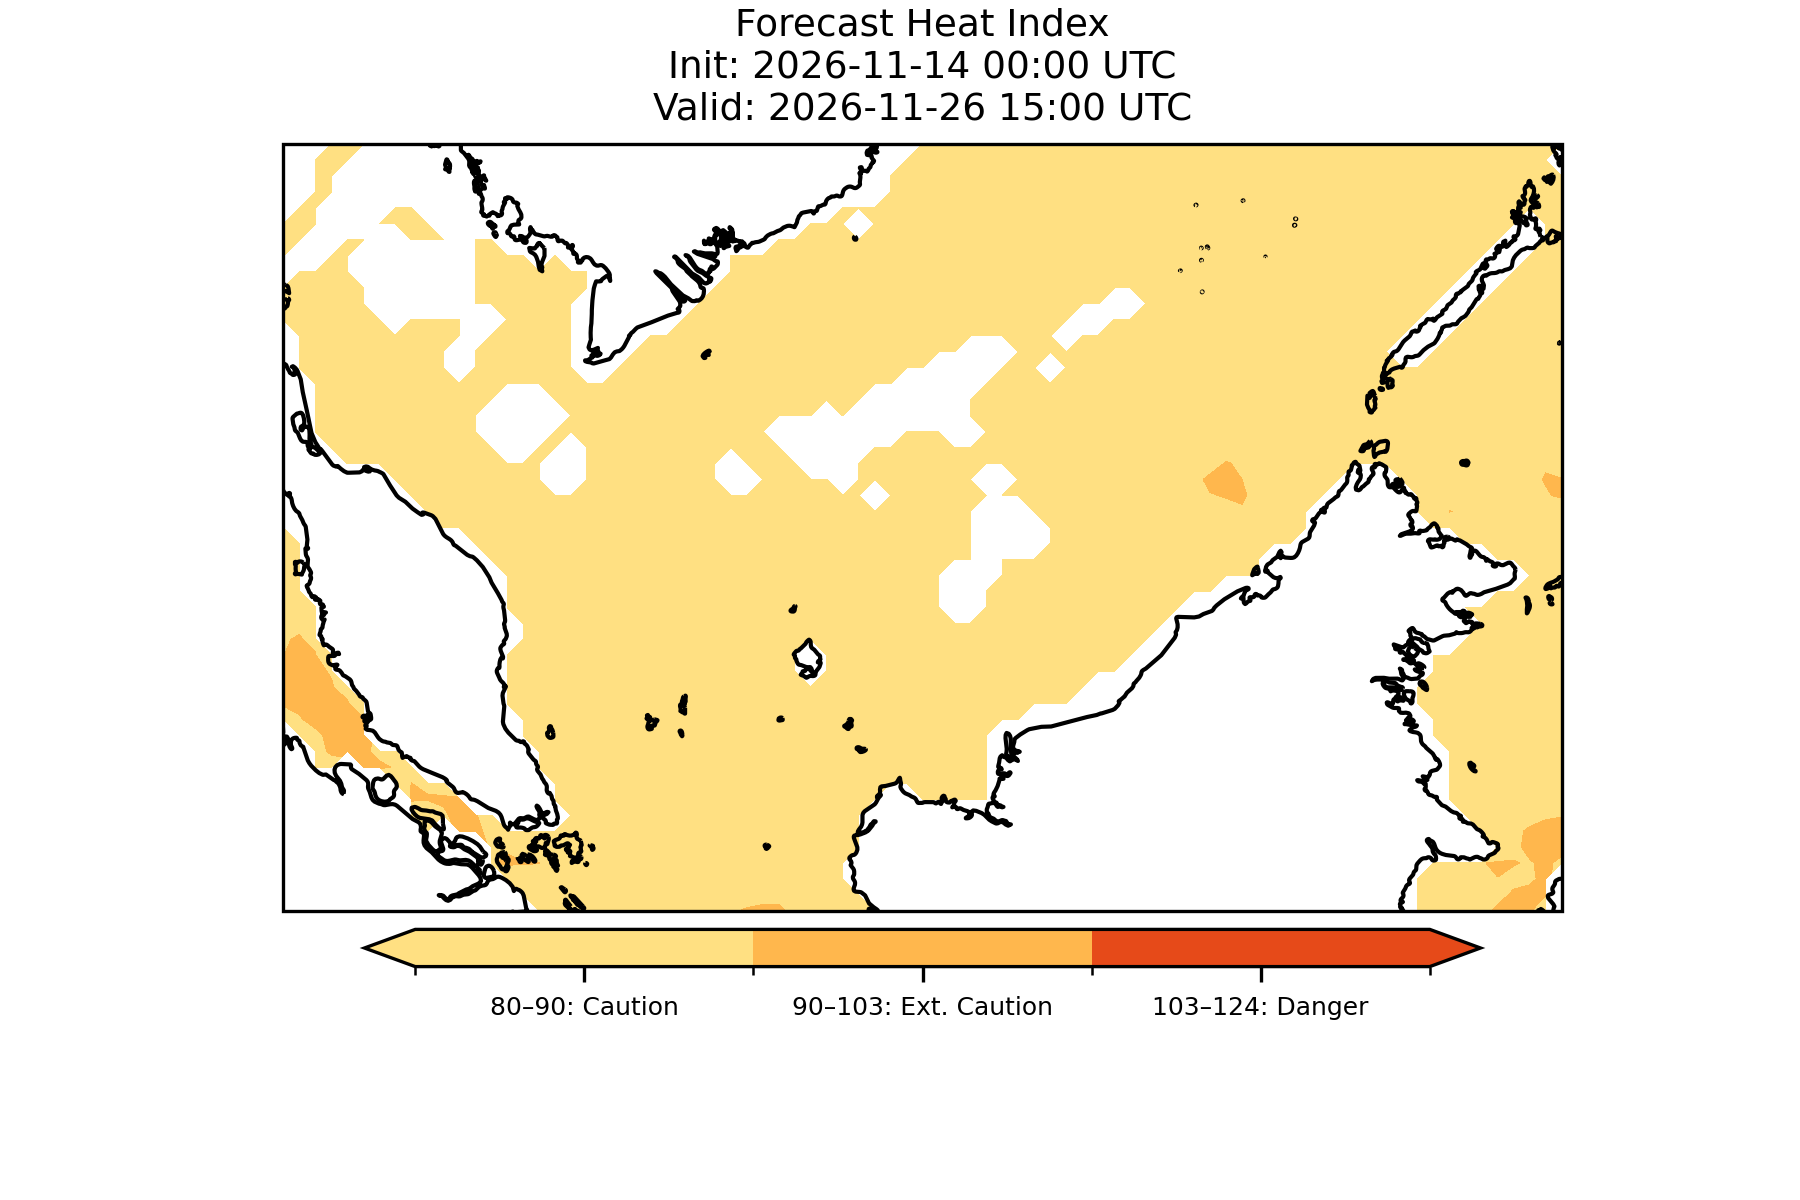 Forecast Heat Index
Init: 2026-11-14 00:00 UTC
Valid: 2026-11-26 15:00 UTC
80–90: Caution
90–103: Ext. Caution
103–124: Danger